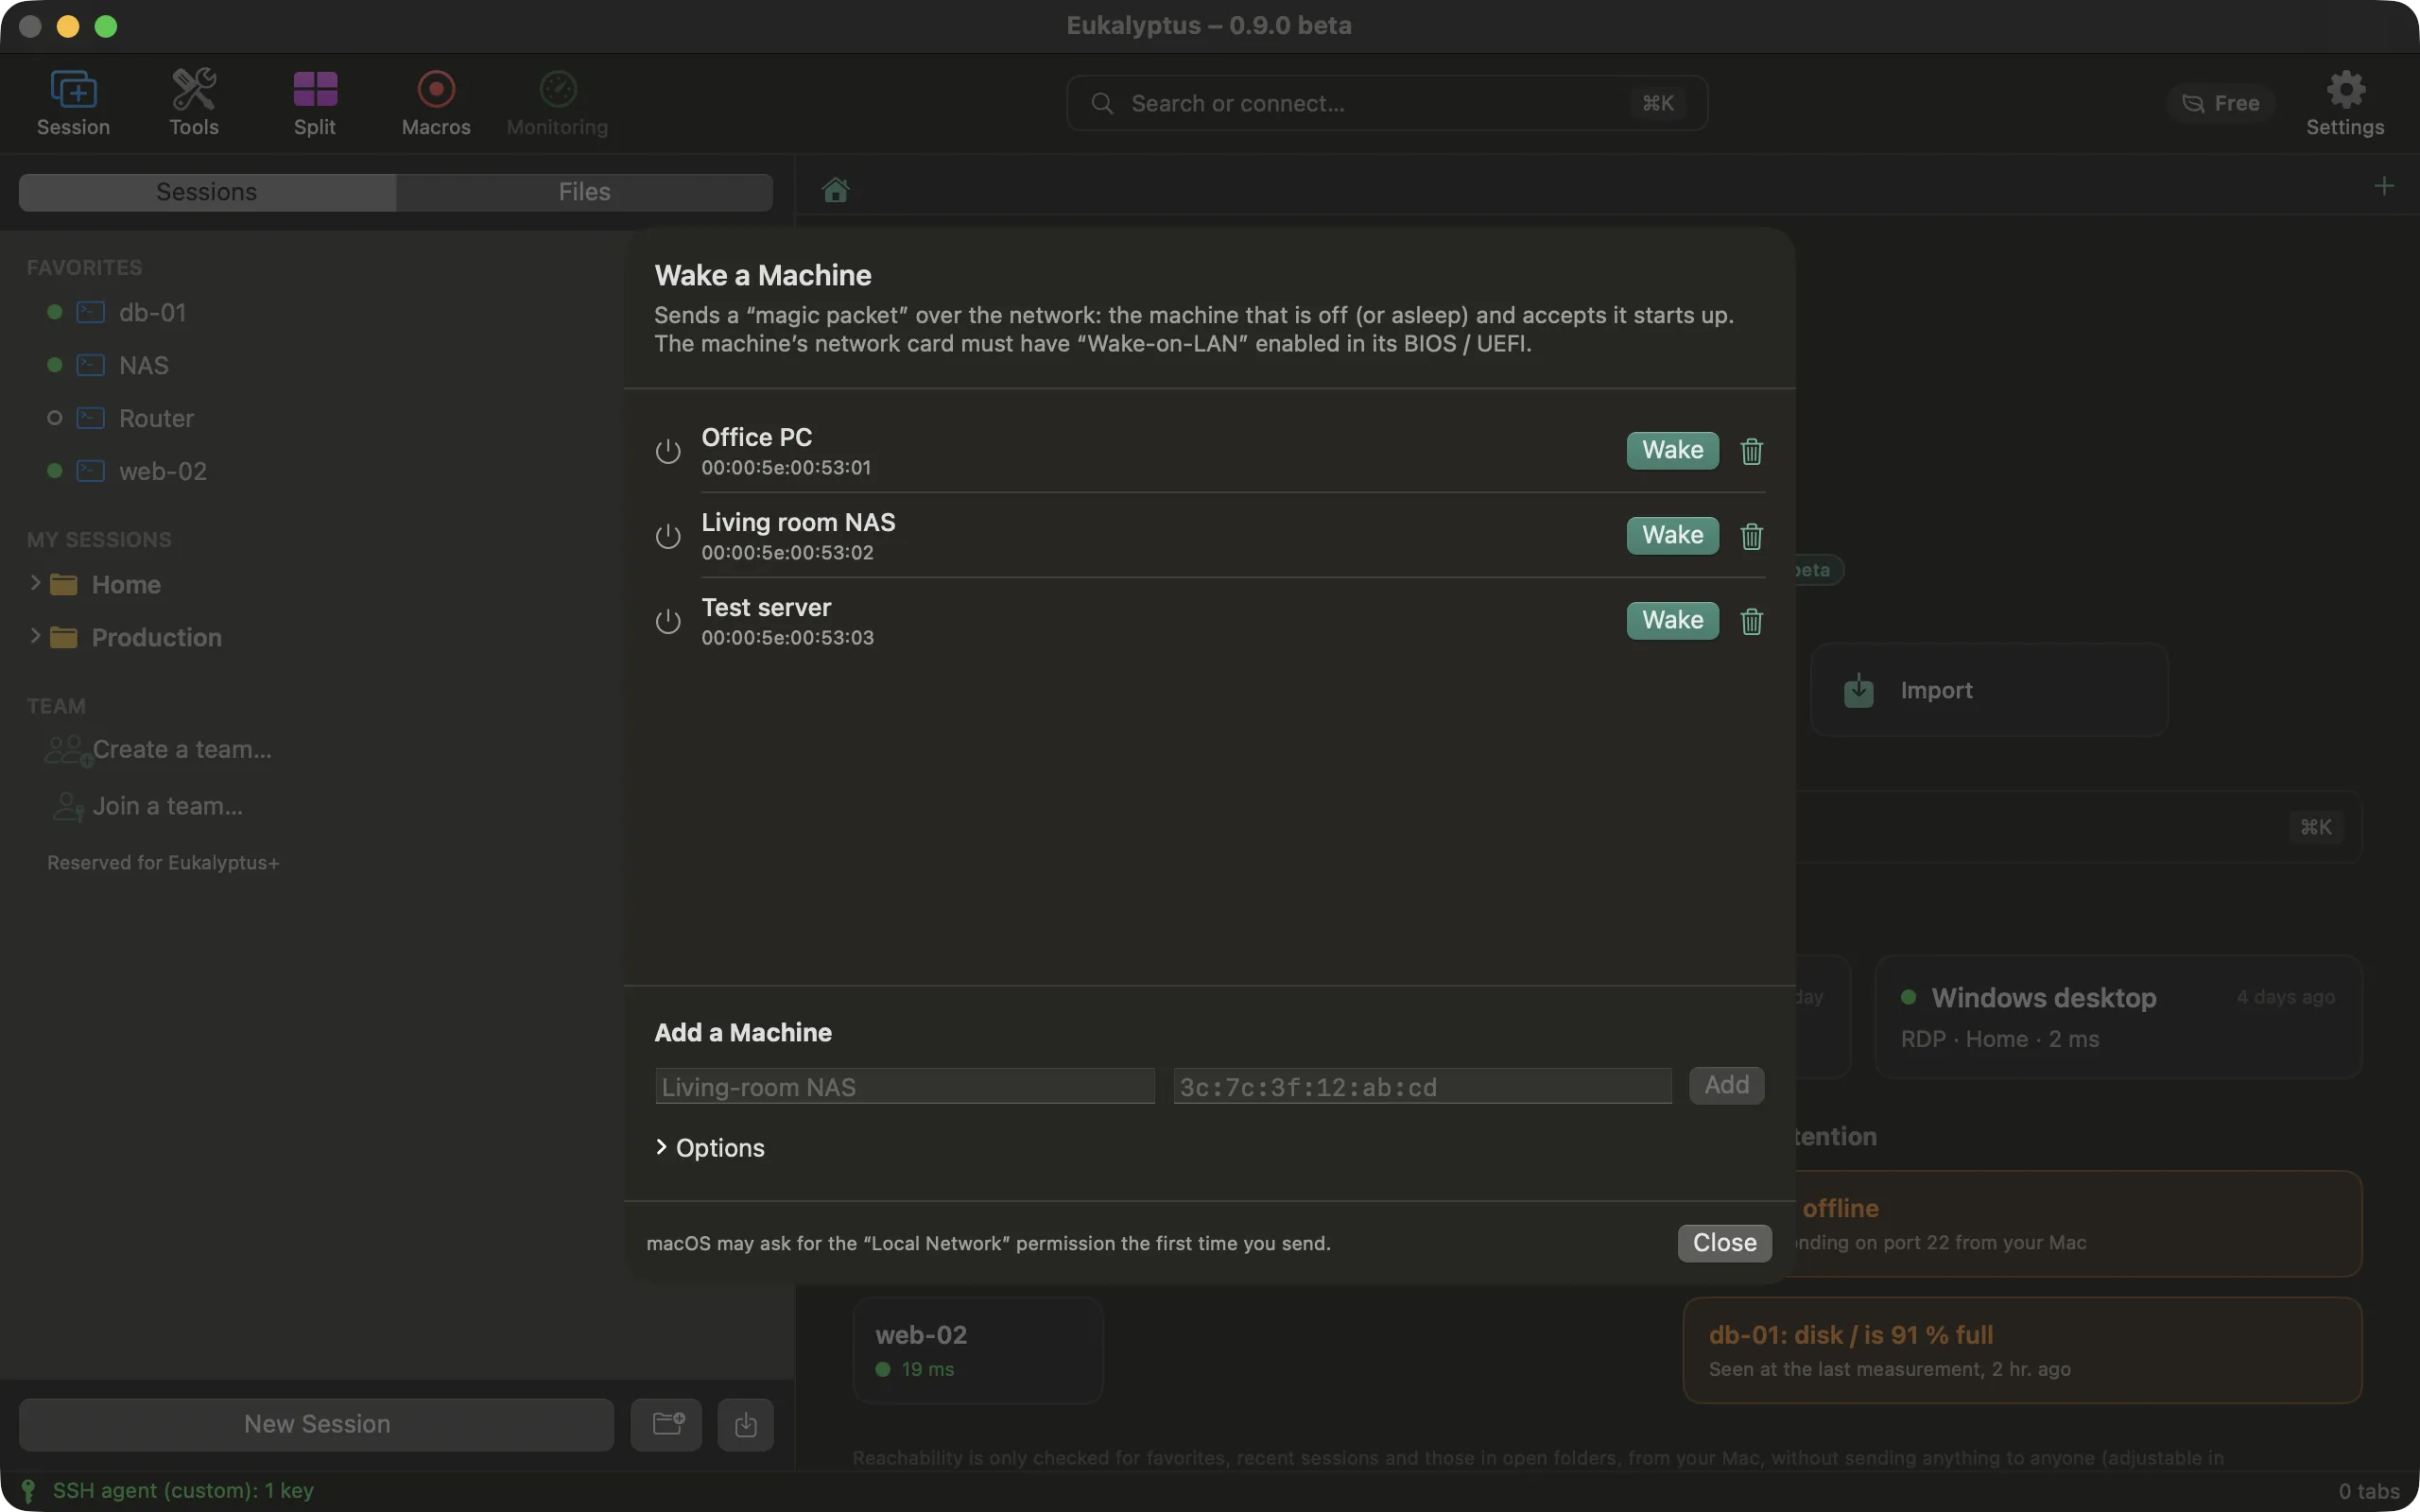 Eukalyptus – 0.9.0 beta
Session
Tools
Split
Macros
Monitoring
Search or connect...
⌘K
Free
Settings
Sessions
Files
FAVORITES
db-01
NAS
Router
web-02
MY SESSIONS
Home
Production
TEAM
Create a team...
Join a team...
Reserved for Eukalyptus+
New Session
SSH agent (custom): 1 key
Wake a Machine
Sends a “magic packet” over the network: the machine that is off (or asleep) and accepts it starts up.
The machine’s network card must have “Wake-on-LAN” enabled in its BIOS / UEFI.
Office PC
00:00:5e:00:53:01
Wake
Living room NAS
00:00:5e:00:53:02
Wake
Test server
00:00:5e:00:53:03
Wake
Add a Machine
Living-room NAS
3c:7c:3f:12:ab:cd
Add
Options
macOS may ask for the “Local Network” permission the first time you send.
Close
beta
Import
⌘K
Windows desktop
4 days ago
RDP · Home · 2 ms
offline
on port 22 from your Mac
web-02
19 ms
db-01: disk / is 91 % full
Seen at the last measurement, 2 hr. ago
Reachability is only checked for favorites, recent sessions and those in open folders, from your Mac, without sending anything to anyone (adjustable in
0 tabs